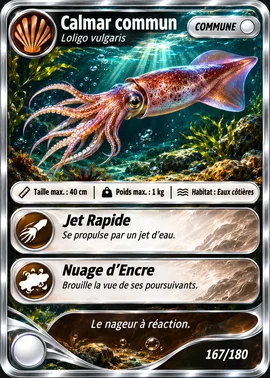 Calmar commun
COMMUNE
Loligo vulgaris
Taille max. : 40 cm | Poids max. : 1 kg | Habitat : Eaux côtières
Jet Rapide
Se propulse par un jet d'eau.
Nuage d'Encre
Brouille la vue de ses poursuivants.
Le nageur à réaction.
167/180